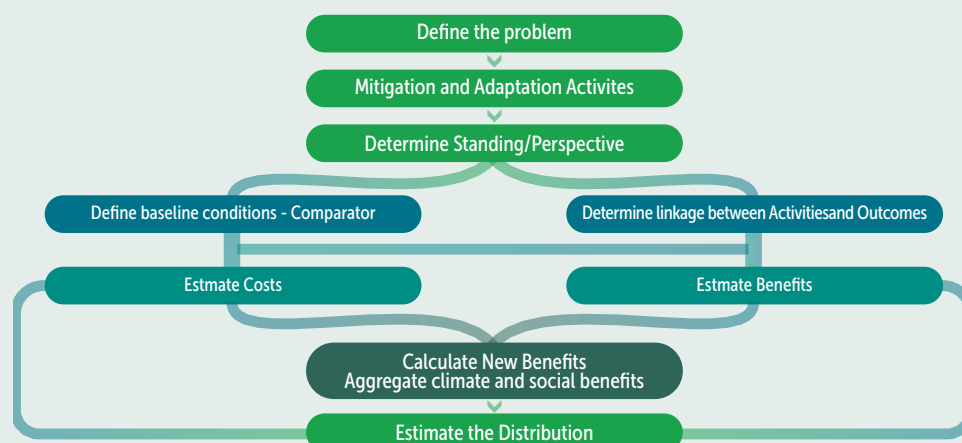 Define the problem
Mitigation and Adaptation Activites
Determine Standing/Perspective
Define baseline conditions - Comparator
Determine linkage between Activitiesand Outcomes
Estmate Costs
Estmate Benefits
Calculate New Benefits
Aggregate climate and social benefits
Estimate the Distribution